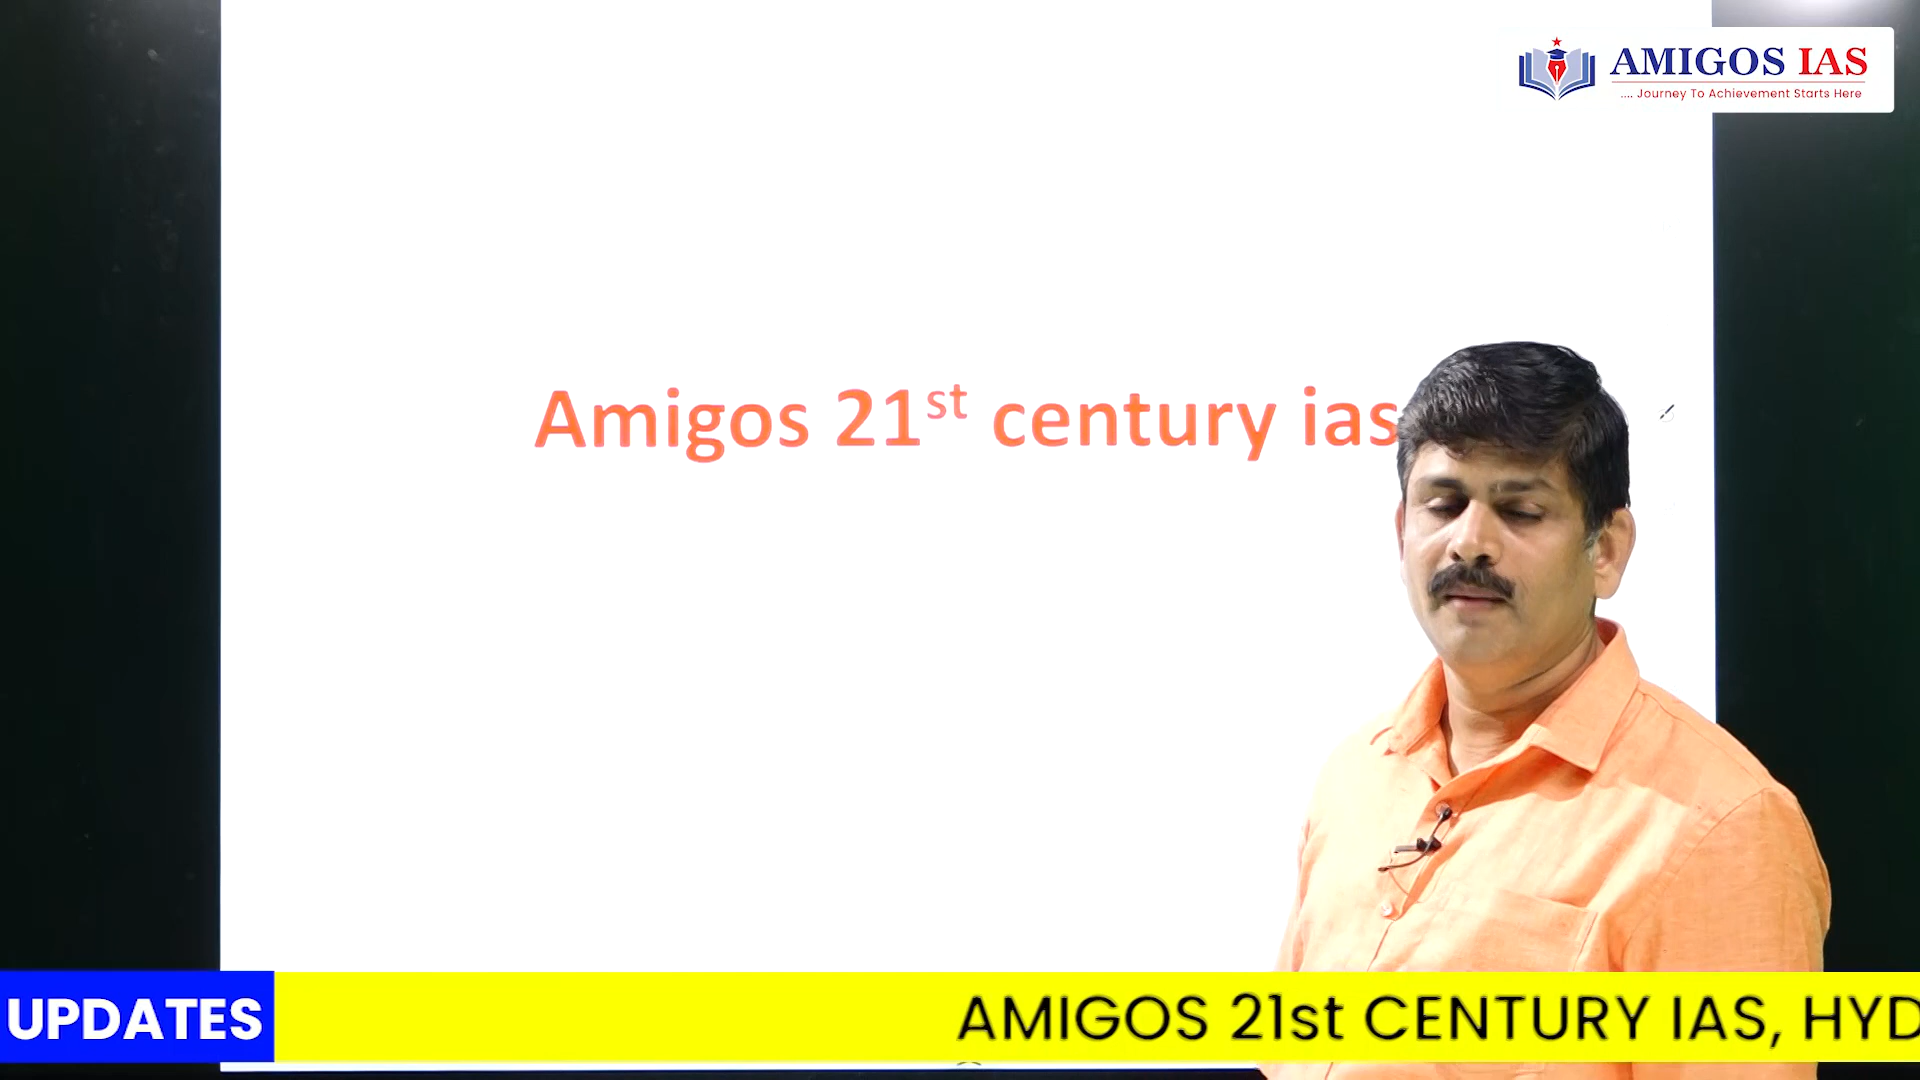 AMIGOS IAS
.... Journey To Achievement Starts Here
Amigos 21st century ias
UPDATES
AMIGOS 21st CENTURY IAS, HYD